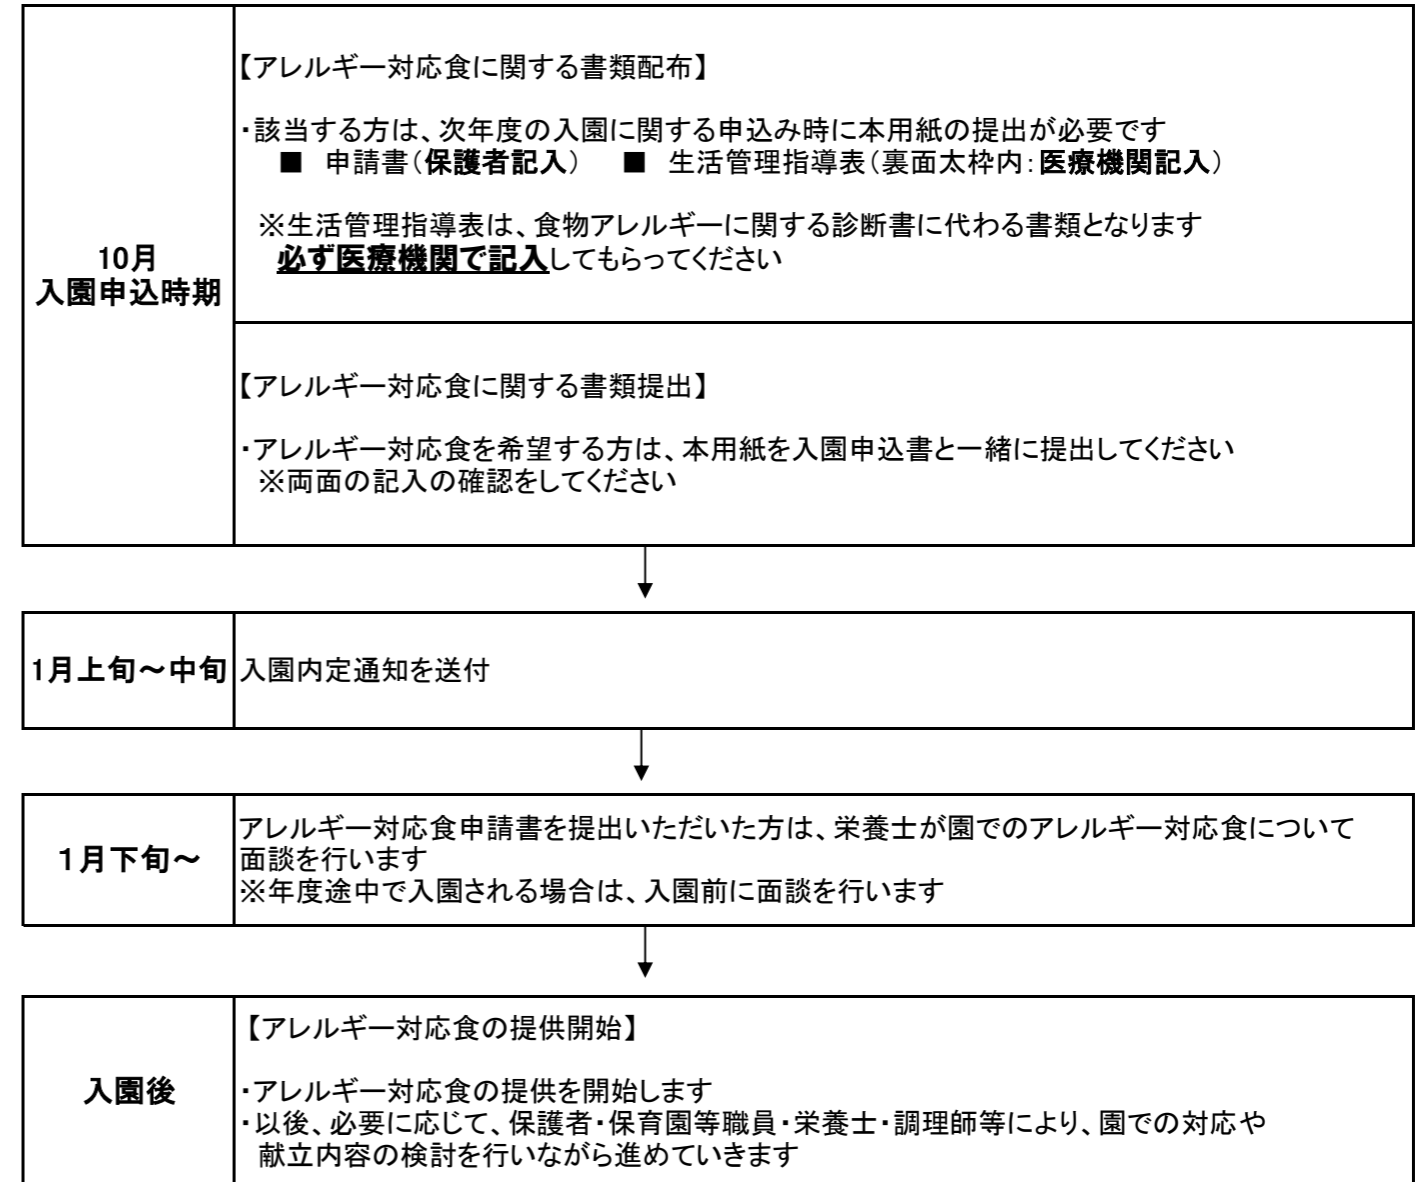 10月
入園申込時期
【アレルギー対応食に関する書類配布】
・該当する方は、次年度の入園に関する申込み時に本用紙の提出が必要です
■ 申請書（保護者記入） ■ 生活管理指導表（裏面太枠内：医療機関記入）
※生活管理指導表は、食物アレルギーに関する診断書に代わる書類となります
必ず医療機関で記入してもらってください
【アレルギー対応食に関する書類提出】
・アレルギー対応食を希望する方は、本用紙を入園申込書と一緒に提出してください
※両面の記入の確認をしてください
1月上旬～中旬
入園内定通知を送付
1月下旬～
アレルギー対応食申請書を提出いただいた方は、栄養士が園でのアレルギー対応食について
面談を行います
※年度途中で入園される場合は、入園前に面談を行います
入園後
【アレルギー対応食の提供開始】
・アレルギー対応食の提供を開始します
・以後、必要に応じて、保護者・保育園等職員・栄養士・調理師等により、園での対応や
献立内容の検討を行いながら進めていきます